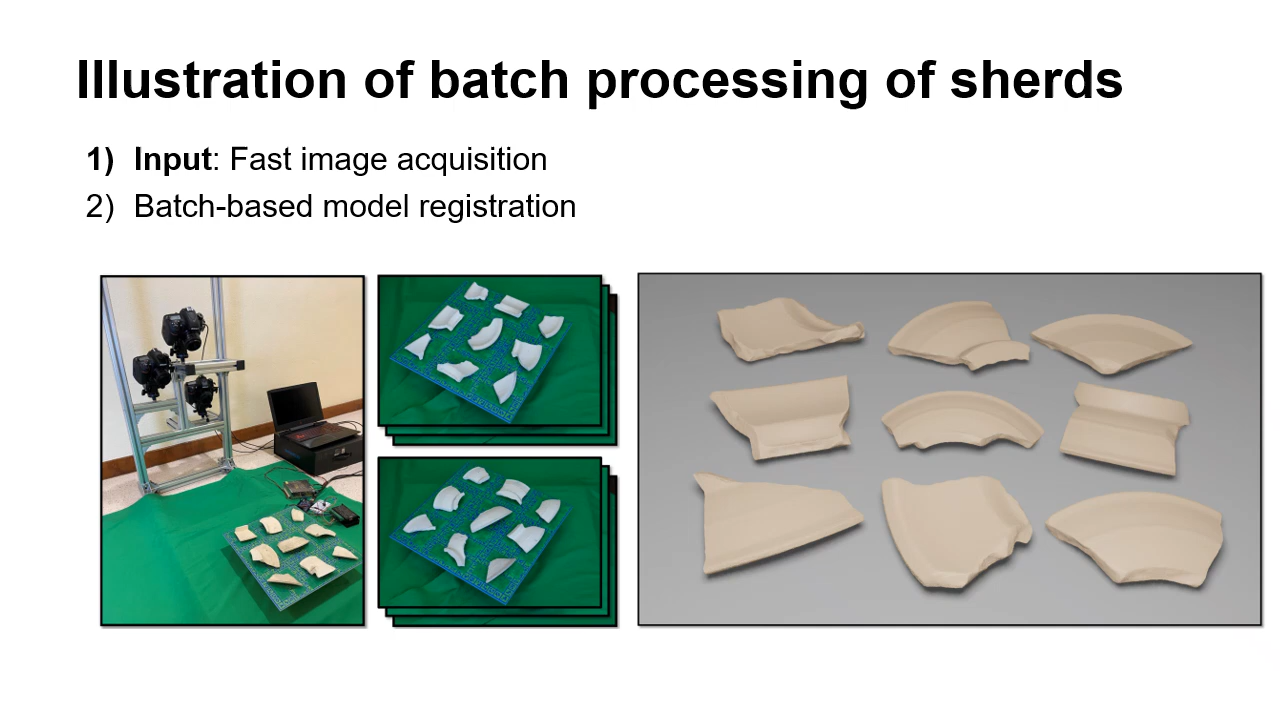 Illustration of batch processing of sherds
1) Input: Fast image acquisition
2) Batch-based model registration